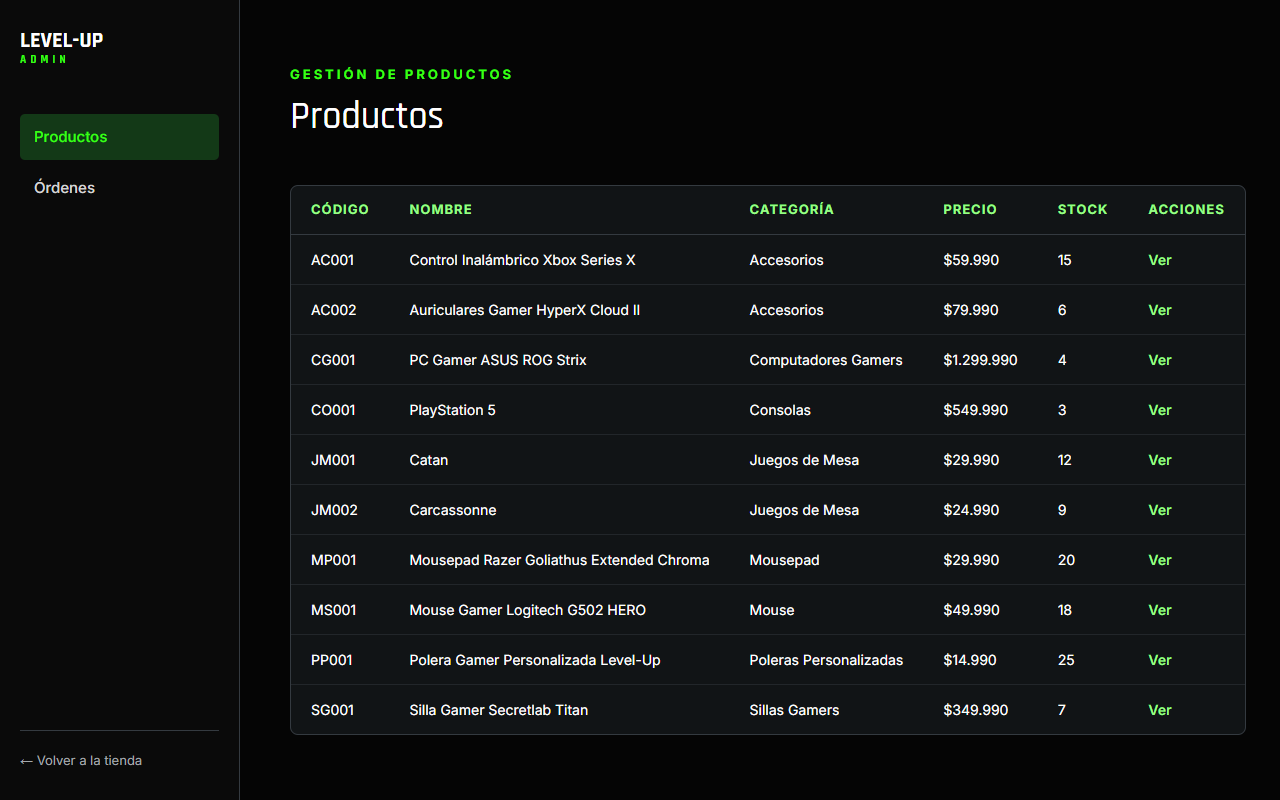 LEVEL-UP
ADMIN
Productos
Órdenes
← Volver a la tienda
GESTIÓN DE PRODUCTOS
Productos
CÓDIGO NOMBRE CATEGORÍA PRECIO STOCK ACCIONES
AC001 Control Inalámbrico Xbox Series X Accesorios $59.990 15 Ver
AC002 Auriculares Gamer HyperX Cloud II Accesorios $79.990 6 Ver
CG001 PC Gamer ASUS ROG Strix Computadores Gamers $1.299.990 4 Ver
CO001 PlayStation 5 Consolas $549.990 3 Ver
JM001 Catan Juegos de Mesa $29.990 12 Ver
JM002 Carcassonne Juegos de Mesa $24.990 9 Ver
MP001 Mousepad Razer Goliathus Extended Chroma Mousepad $29.990 20 Ver
MS001 Mouse Gamer Logitech G502 HERO Mouse $49.990 18 Ver
PP001 Polera Gamer Personalizada Level-Up Poleras Personalizadas $14.990 25 Ver
SG001 Silla Gamer Secretlab Titan Sillas Gamers $349.990 7 Ver